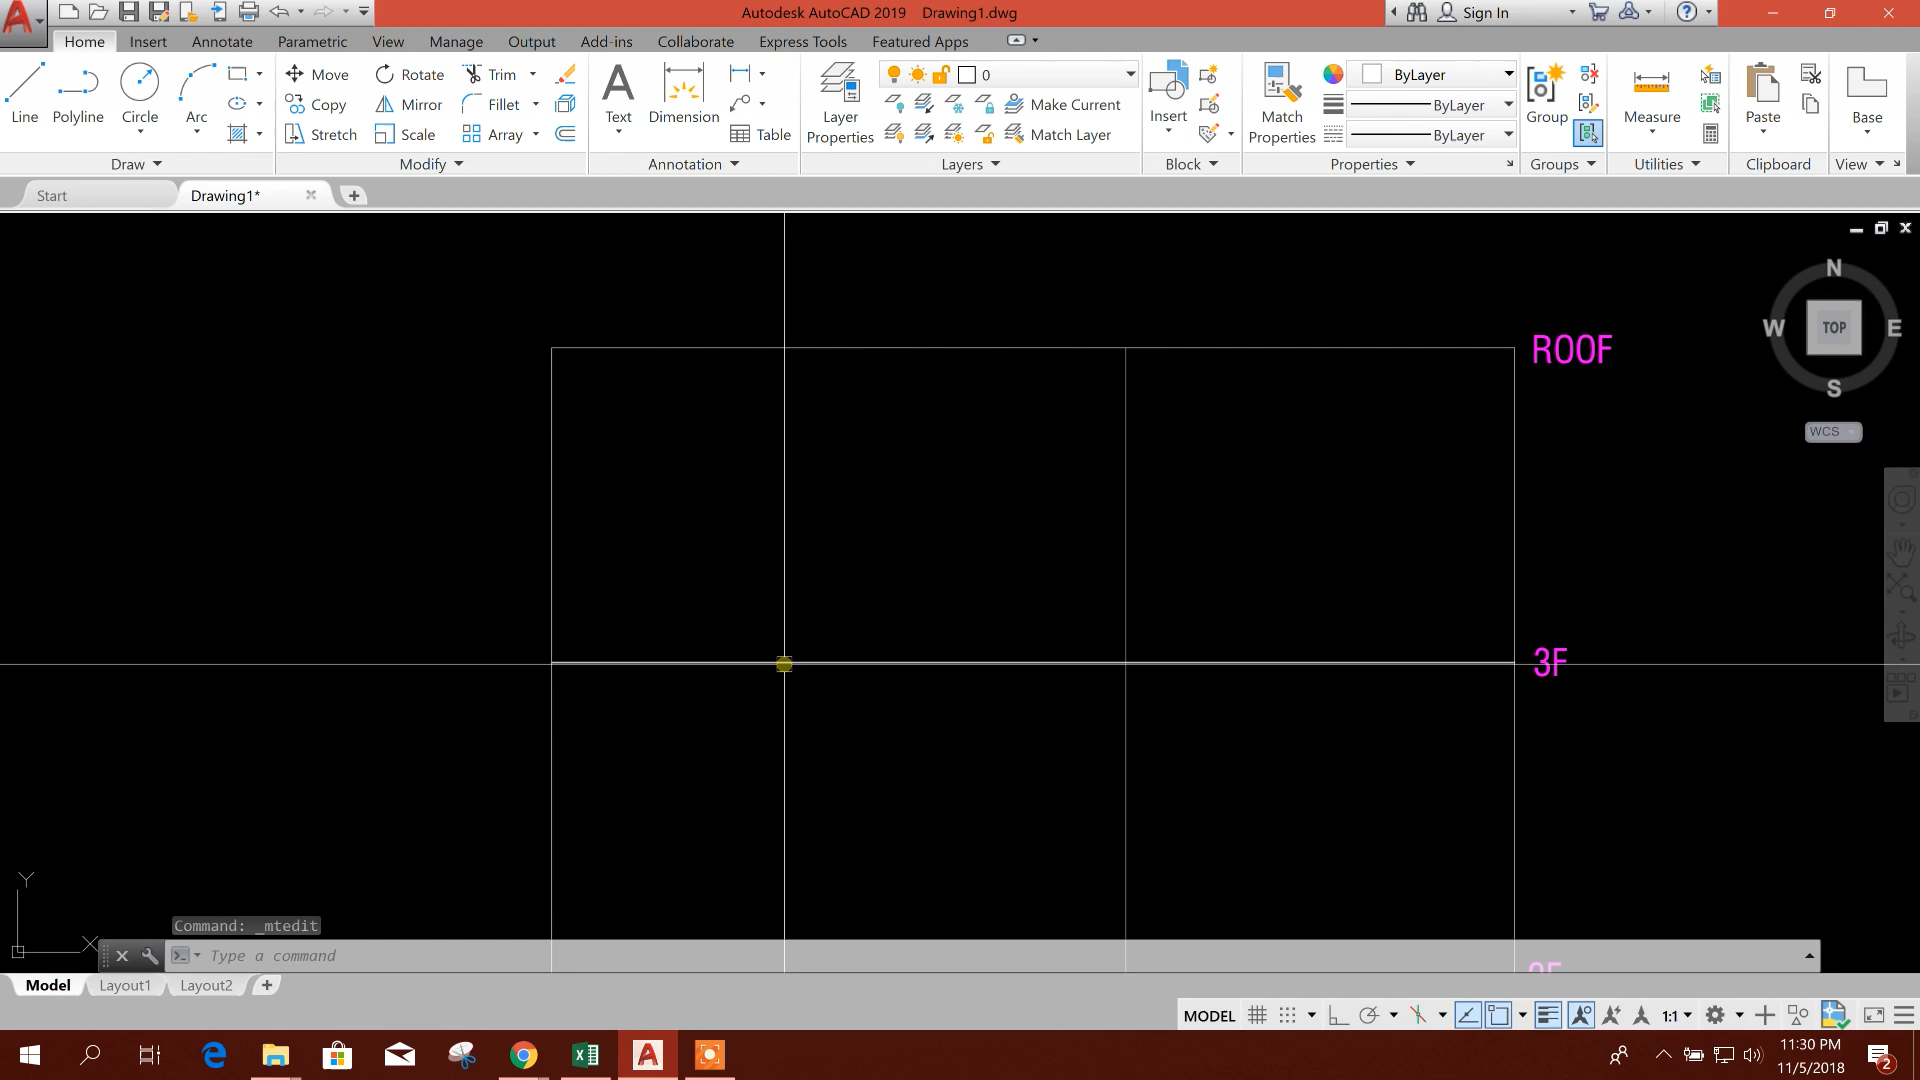 Autodesk AutoCAD 2019 Drawing1.dwg
Sign In
Home Insert Annotate Parametric View Manage Output Add-ins Collaborate Express Tools Featured Apps
Line Polyline Circle Arc
Move Rotate Trim
Copy Mirror Fillet
Stretch Scale Array
Text Dimension Table
Layer Properties
0
Make Current
Match Layer
Insert
Match Properties
ByLayer
ByLayer
ByLayer
Group
Measure
Paste
Base
Draw Modify Annotation Layers Block Properties Groups Utilities Clipboard View
Start Drawing1*
N
W TOP E
S
WCS
ROOF
3F
Y
X
Command: _mtedit
Type a command
Model Layout1 Layout2
MODEL 1:1
11:30 PM
11/5/2018
2